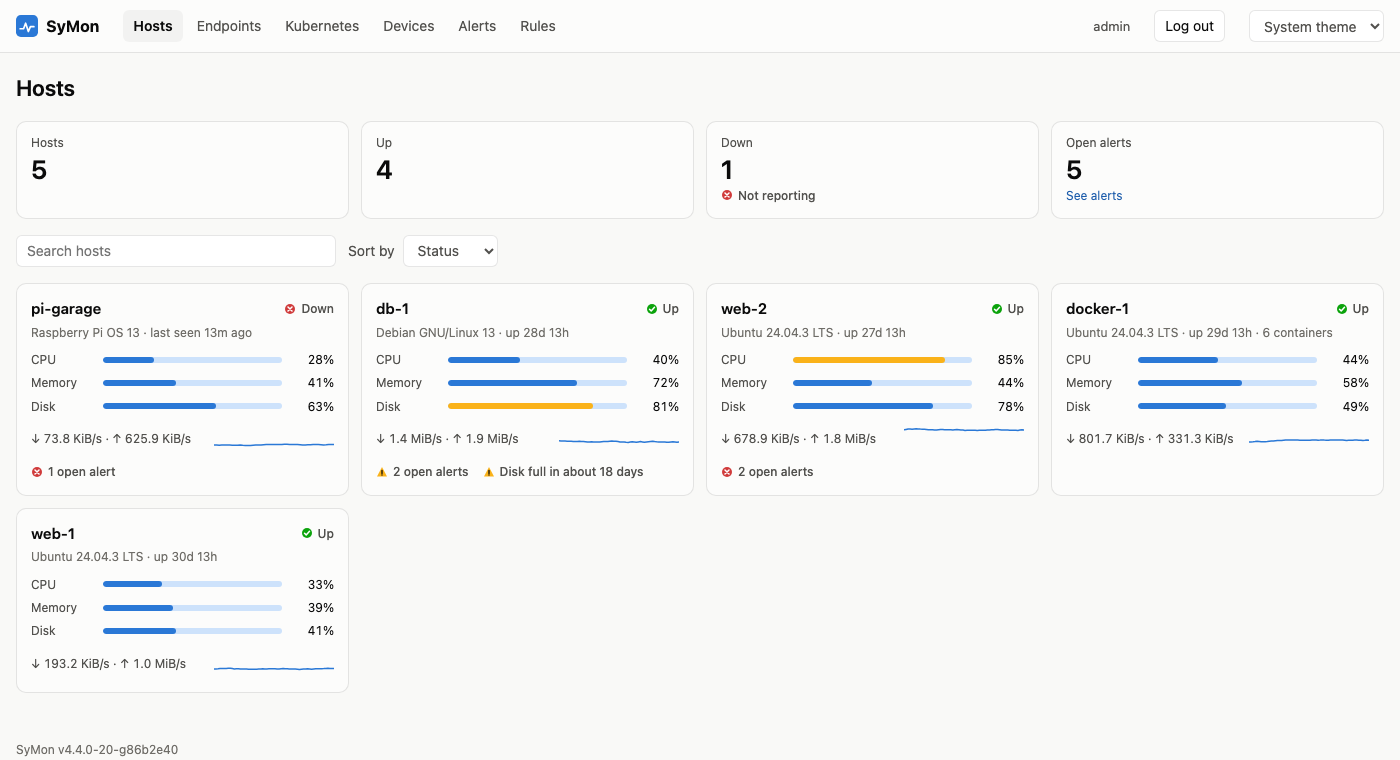 SyMon Hosts Endpoints Kubernetes Devices Alerts Rules admin Log out System theme
Hosts
Hosts
5
Up
4
Down
1
Not reporting
Open alerts
5
See alerts
Search hosts Sort by Status
pi-garage Down
Raspberry Pi OS 13 · last seen 13m ago
CPU 28%
Memory 41%
Disk 63%
↓ 73.8 KiB/s · ↑ 625.9 KiB/s
1 open alert
db-1 Up
Debian GNU/Linux 13 · up 28d 13h
CPU 40%
Memory 72%
Disk 81%
↓ 1.4 MiB/s · ↑ 1.9 MiB/s
2 open alerts Disk full in about 18 days
web-2 Up
Ubuntu 24.04.3 LTS · up 27d 13h
CPU 85%
Memory 44%
Disk 78%
↓ 678.9 KiB/s · ↑ 1.8 MiB/s
2 open alerts
docker-1 Up
Ubuntu 24.04.3 LTS · up 29d 13h · 6 containers
CPU 44%
Memory 58%
Disk 49%
↓ 801.7 KiB/s · ↑ 331.3 KiB/s
web-1 Up
Ubuntu 24.04.3 LTS · up 30d 13h
CPU 33%
Memory 39%
Disk 41%
↓ 193.2 KiB/s · ↑ 1.0 MiB/s
SyMon v4.4.0-20-g86b2e40